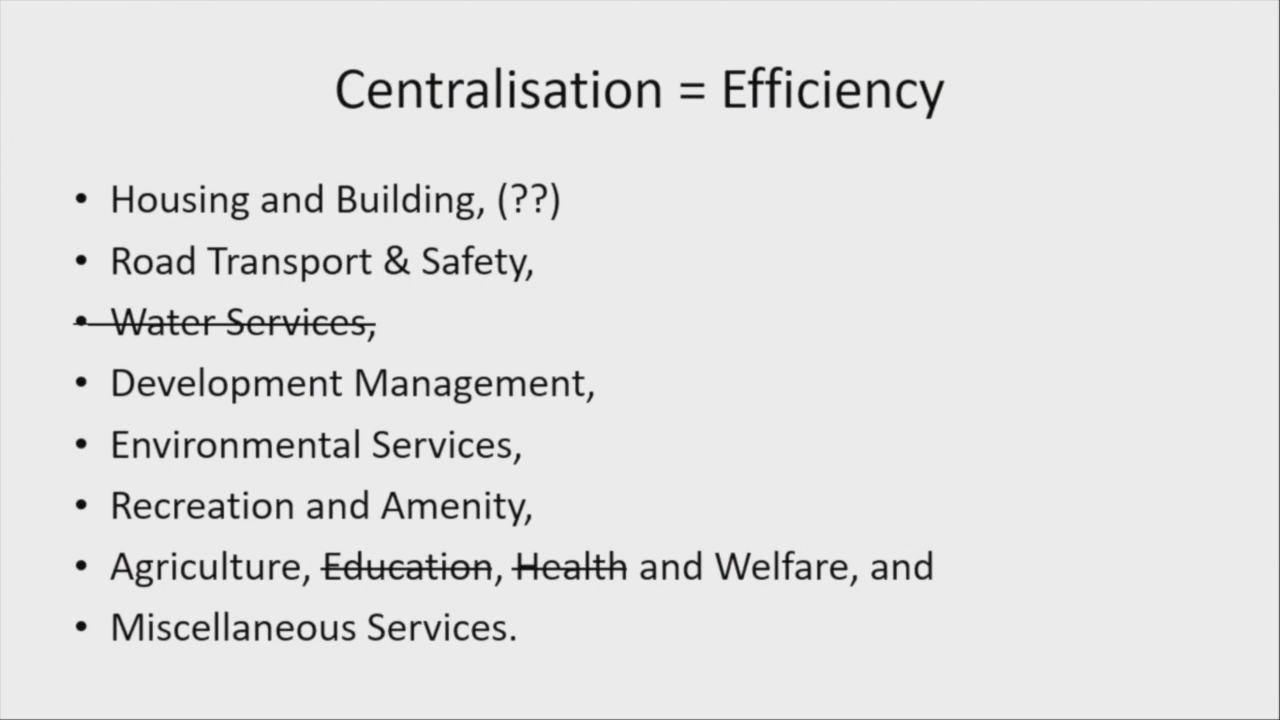 Centralisation = Efficiency
• Housing and Building, (??)
• Road Transport & Safety,
• Water Services,
• Development Management,
• Environmental Services,
• Recreation and Amenity,
• Agriculture, Education, Health and Welfare, and
• Miscellaneous Services.